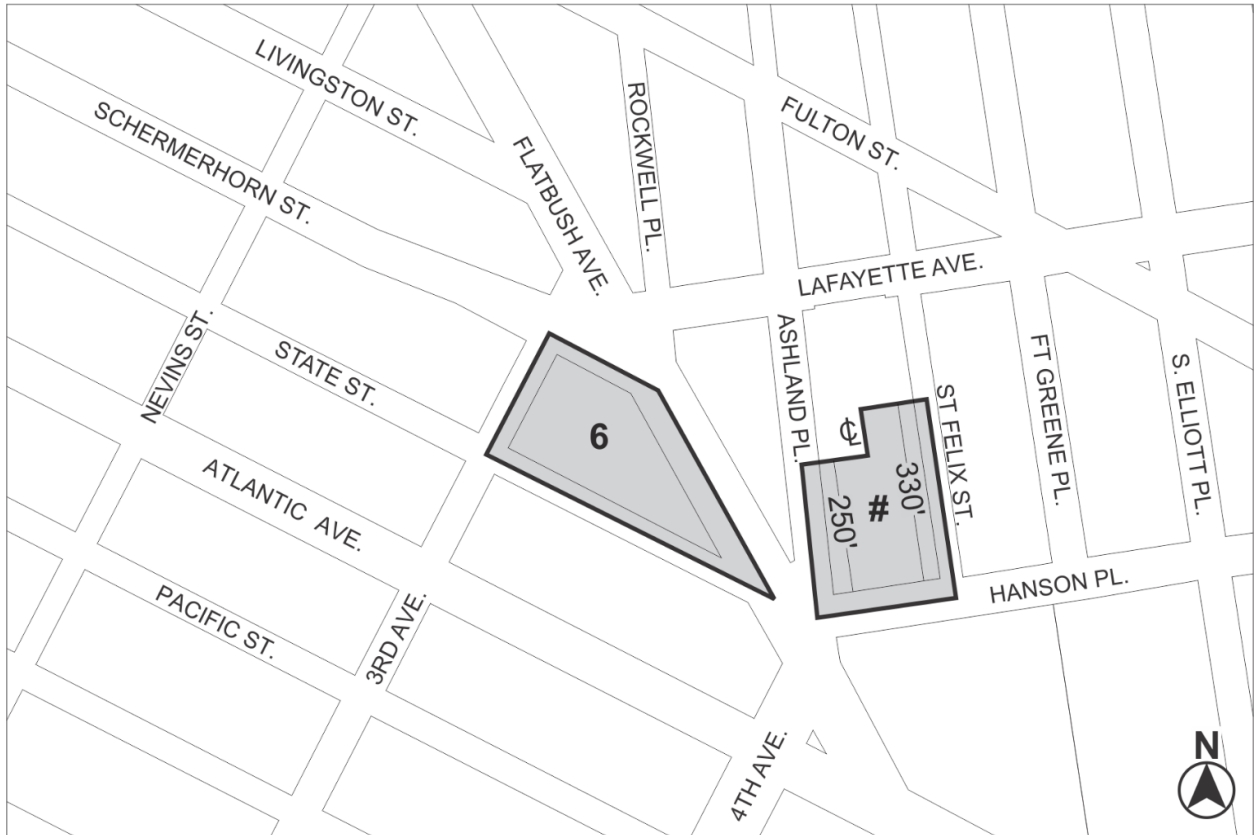 LIVINGSTON ST.
SCHERMERHORN ST.
FLATBUSH AVE.
ROCKWELL PL.
FULTON ST.
LAFAYETTE AVE.
NEVINS ST.
STATE ST.
ASHLAND PL.
ST FELIX ST.
FT GREENE PL.
S. ELLIOTT PL.
6
℄
330'
250'
#
ATLANTIC AVE.
PACIFIC ST.
3RD AVE.
HANSON PL.
4TH AVE.
N